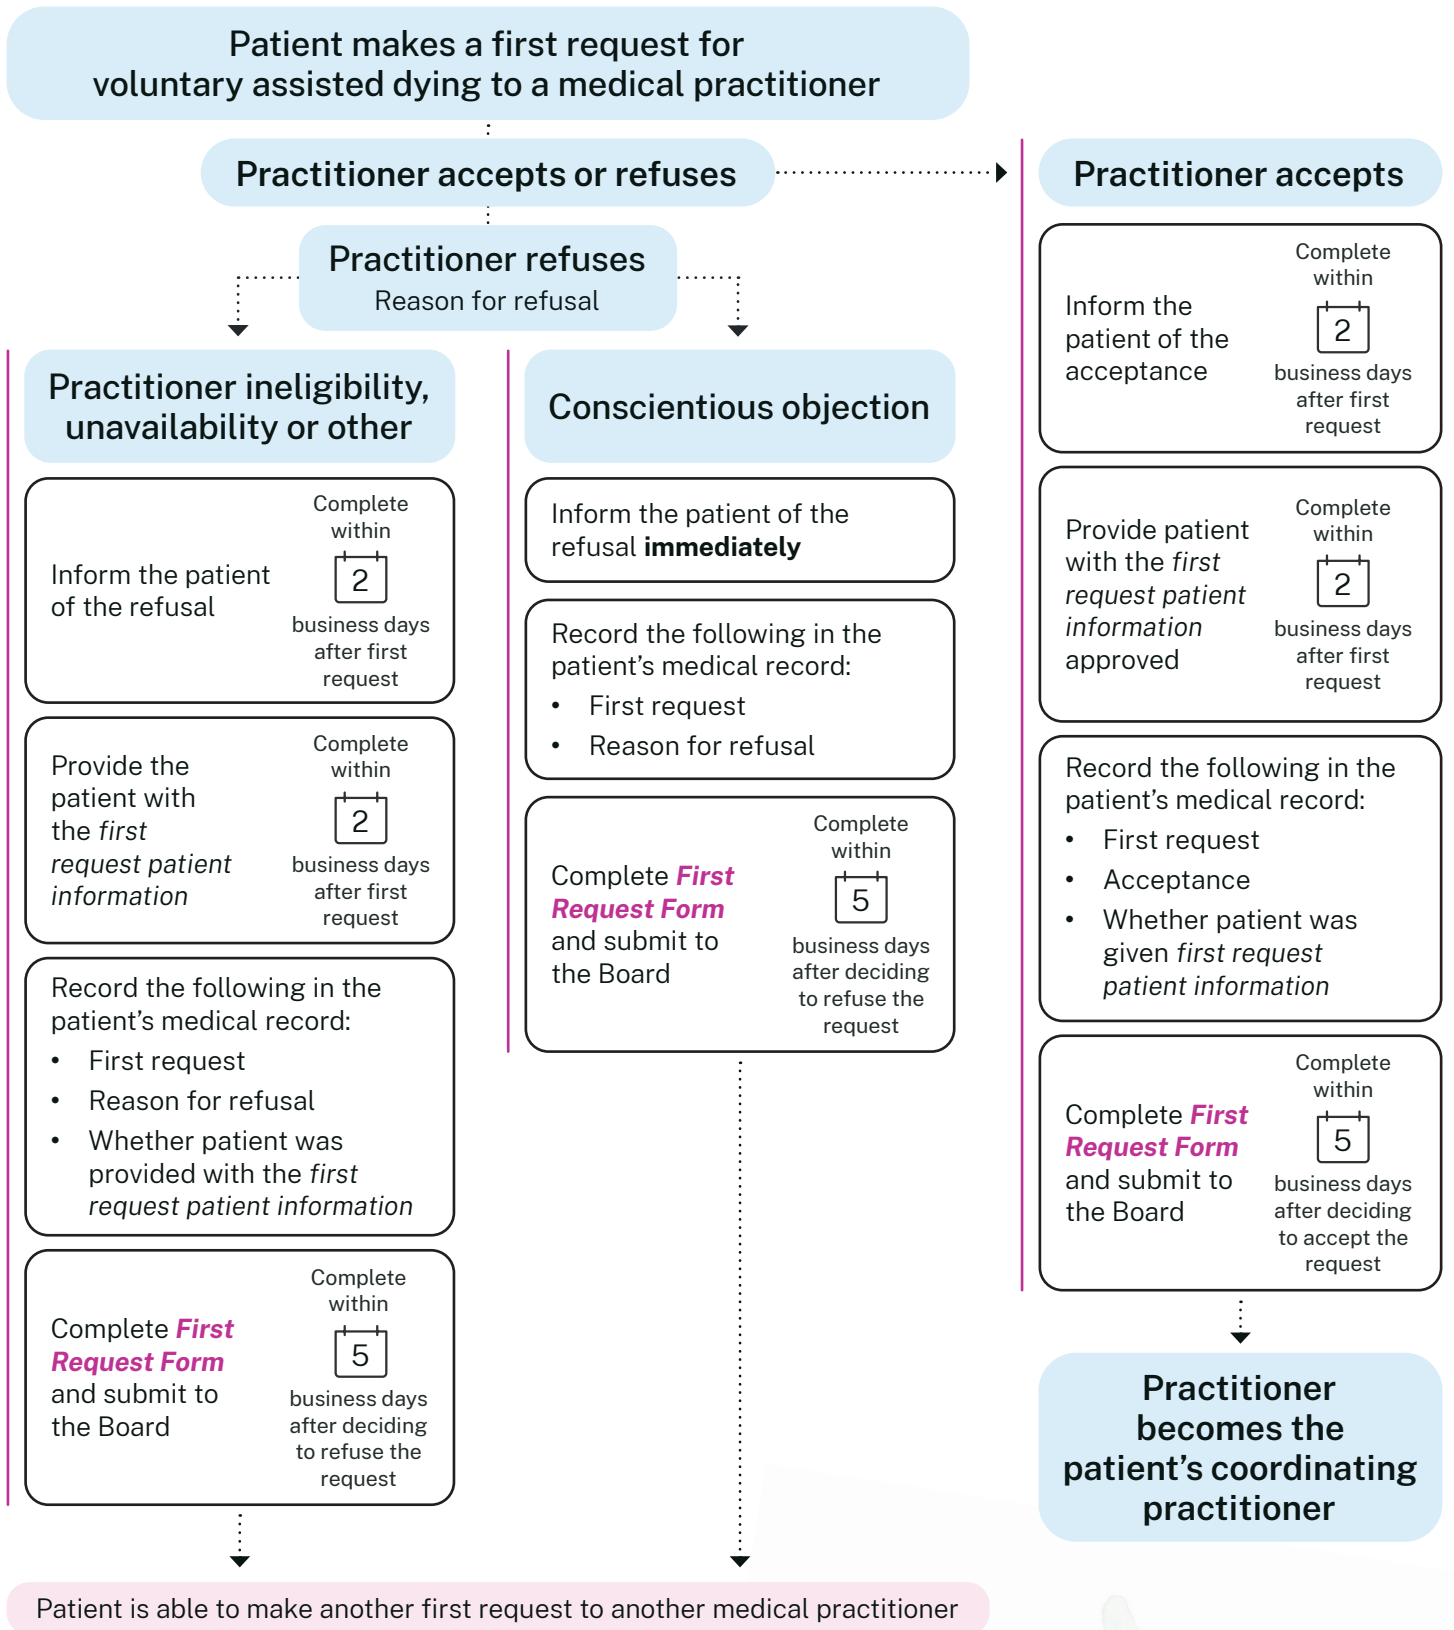 Patient makes a first request for
voluntary assisted dying to a medical practitioner
Practitioner accepts or refuses
Practitioner refuses
Reason for refusal
Practitioner ineligibility,
unavailability or other
Inform the patient
of the refusal
Complete
within
2
business days
after first
request
Provide the
patient with
the first
request patient
information
Complete
within
2
business days
after first
request
Record the following in the
patient’s medical record:
• First request
• Reason for refusal
• Whether patient was
provided with the first
request patient information
Complete First
Request Form
and submit to
the Board
Complete
within
5
business days
after deciding
to refuse the
request
Conscientious objection
Inform the patient of the
refusal immediately
Record the following in the
patient’s medical record:
• First request
• Reason for refusal
Complete First
Request Form
and submit to
the Board
Complete
within
5
business days
after deciding
to refuse the
request
Patient is able to make another first request to another medical practitioner
Practitioner accepts
Inform the
patient of the
acceptance
Complete
within
2
business days
after first
request
Provide patient
with the first
request patient
information
approved
Complete
within
2
business days
after first
request
Record the following in the
patient’s medical record:
• First request
• Acceptance
• Whether patient was
given first request
patient information
Complete First
Request Form
and submit to
the Board
Complete
within
5
business days
after deciding
to accept the
request
Practitioner
becomes the
patient’s coordinating
practitioner